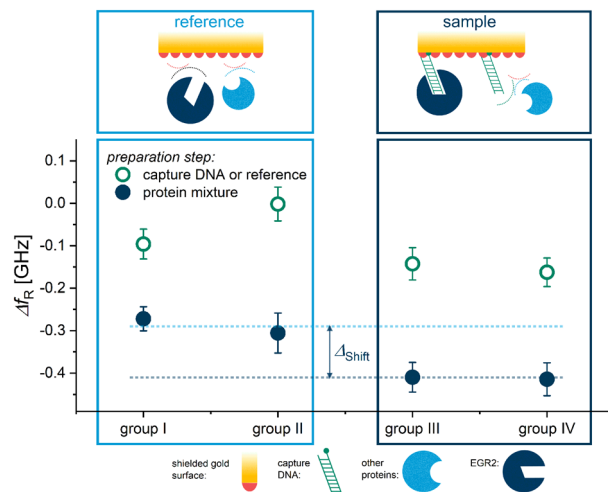 reference
sample
preparation step:
capture DNA or reference
protein mixture
0.1
0.0
-0.1
-0.2
-0.3
-0.4
Δf_R [GHz]
Δ_Shift
group I
group II
group III
group IV
shielded gold
surface:
capture
DNA:
other
proteins:
EGR2: